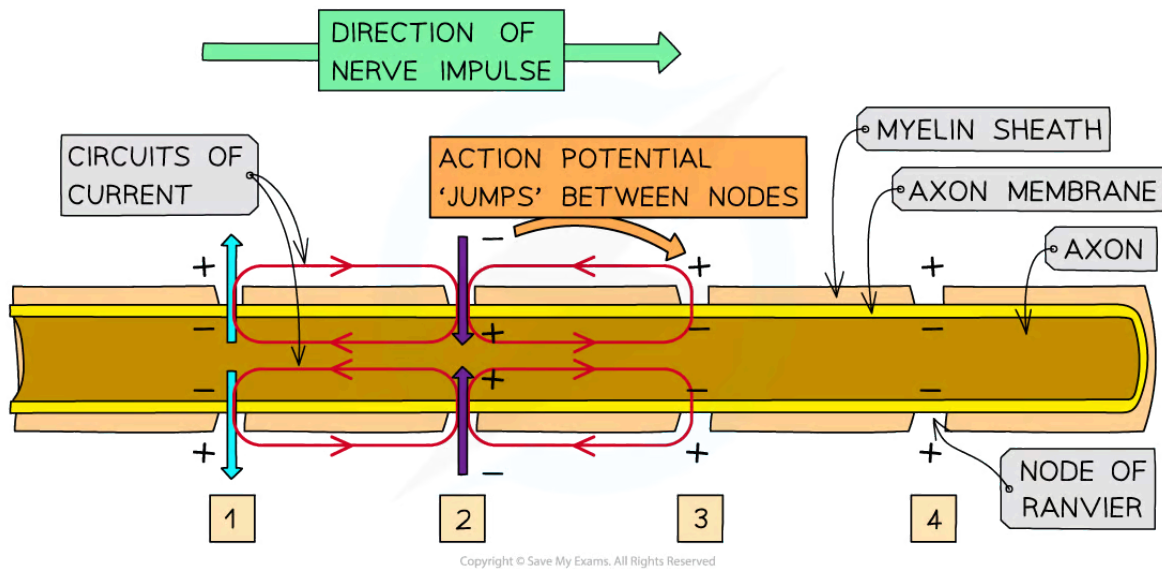 DIRECTION OF
NERVE IMPULSE
CIRCUITS OF
CURRENT
ACTION POTENTIAL
‘JUMPS’ BETWEEN NODES
MYELIN SHEATH
AXON MEMBRANE
AXON
− + + +
− + − −
− + − −
+ − + +
1 2 3 4
NODE OF
RANVIER
Copyright © Save My Exams. All Rights Reserved